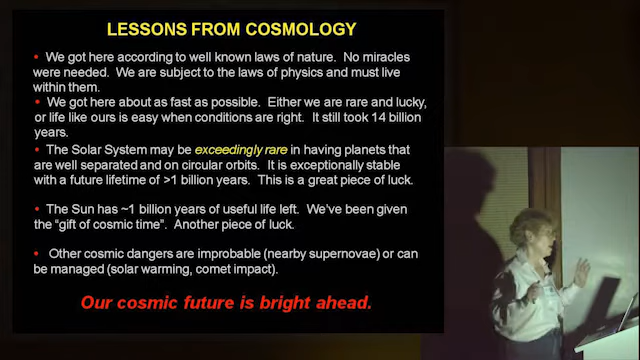 LESSONS FROM COSMOLOGY
• We got here according to well known laws of nature. No miracles
were needed. We are subject to the laws of physics and must live
within them.
• We got here about as fast as possible. Either we are rare and lucky,
or life like ours is easy when conditions are right. It still took 14 billion
years.
• The Solar System may be exceedingly rare in having planets that
are well separated and on circular orbits. It is exceptionally stable
with a future lifetime of >1 billion years. This is a great piece of luck.
• The Sun has ~1 billion years of useful life left. We've been given
the "gift of cosmic time". Another piece of luck.
• Other cosmic dangers are improbable (nearby supernovae) or can
be managed (solar warming, comet impact).
Our cosmic future is bright ahead.